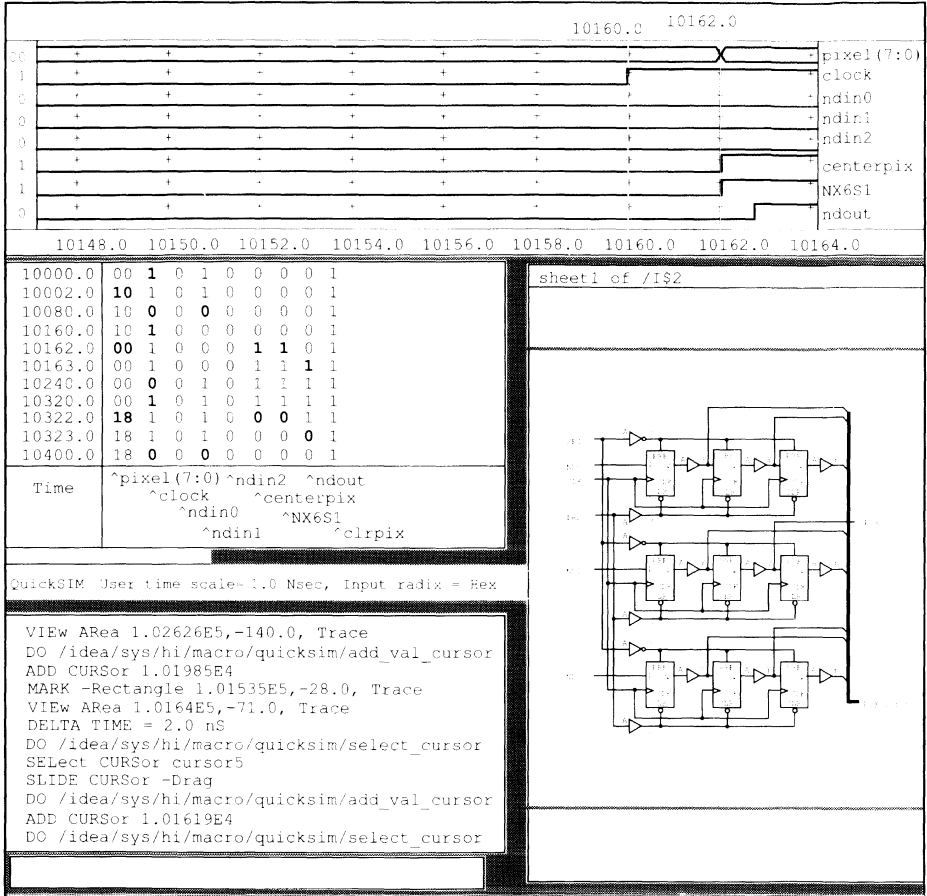 10160.0 10162.0
00 pixel(7:0)
1 clock
0 ndin0
0 ndin1
0 ndin2
1 centerpix
1 NX6S1
0 ndout
10148.0 10150.0 10152.0 10154.0 10156.0 10158.0 10160.0 10162.0 10164.0
10000.0 00 1 0 1 0 0 0 0 1
10002.0 10 1 0 1 0 0 0 0 1
10080.0 10 0 0 0 0 0 0 0 1
10160.0 10 1 0 0 0 0 0 0 1
10162.0 00 1 0 0 0 1 1 0 1
10163.0 00 1 0 0 0 1 1 1 1
10240.0 00 0 0 1 0 1 1 1 1
10320.0 00 1 0 1 0 1 1 1 1
10322.0 18 1 0 1 0 0 0 1 1
10323.0 18 1 0 1 0 0 0 0 1
10400.0 18 0 0 0 0 0 0 0 1
Time
^pixel(7:0) ^ndin2 ^ndout
^clock ^centerpix
^ndin0 ^NX6S1
^ndin1 ^clrpix
QuickSIM User time scale= 1.0 Nsec, Input radix = Hex
VIEw ARea 1.02626E5,-140.0, Trace
DO /idea/sys/hi/macro/quicksim/add_val_cursor
ADD CURSor 1.01985E4
MARK -Rectangle 1.01535E5,-28.0, Trace
VIEw ARea 1.0164E5,-71.0, Trace
DELTA TIME = 2.0 nS
DO /idea/sys/hi/macro/quicksim/select_cursor
SELect CURSor cursor5
SLIDE CURSor -Drag
DO /idea/sys/hi/macro/quicksim/add_val_cursor
ADD CURSor 1.01619E4
DO /idea/sys/hi/macro/quicksim/select_cursor
sheet1 of /I$2